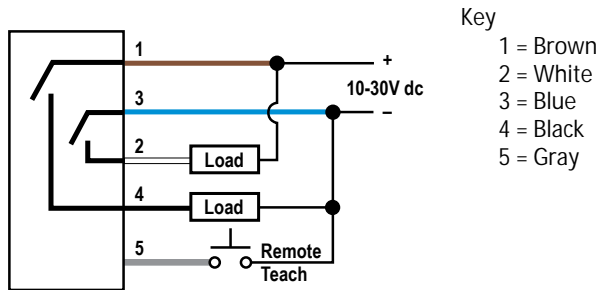 Key
1 = Brown
2 = White
3 = Blue
4 = Black
5 = Gray
1
+
10-30V dc
3
–
2
Load
4
Load
5
Remote
Teach